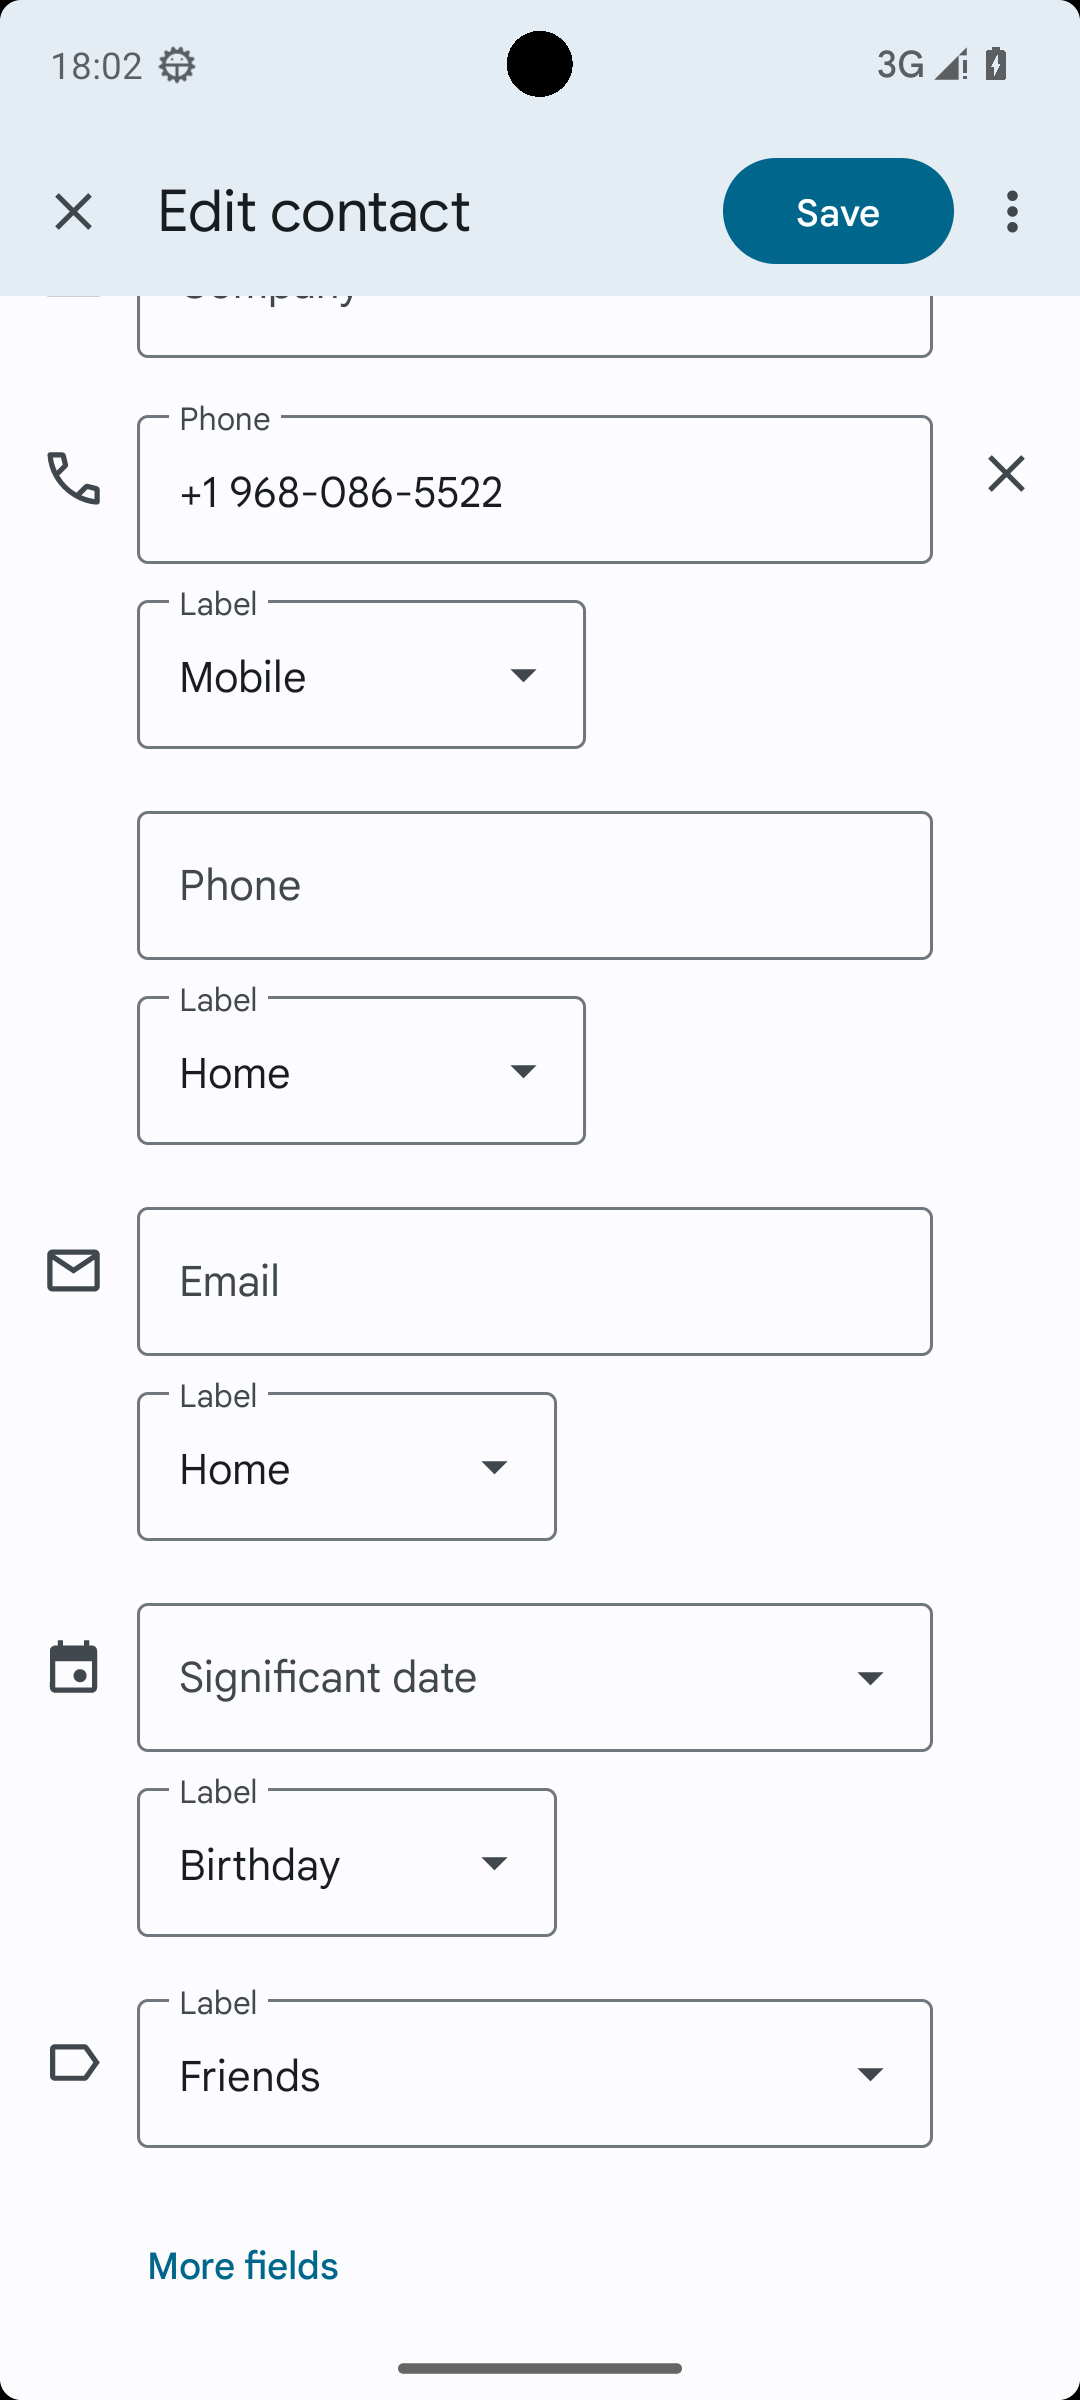 18:02
3G
Edit contact
Save
Phone
+1 968-086-5522
Label
Mobile
Phone
Label
Home
Email
Label
Home
Significant date
Label
Birthday
Label
Friends
More fields